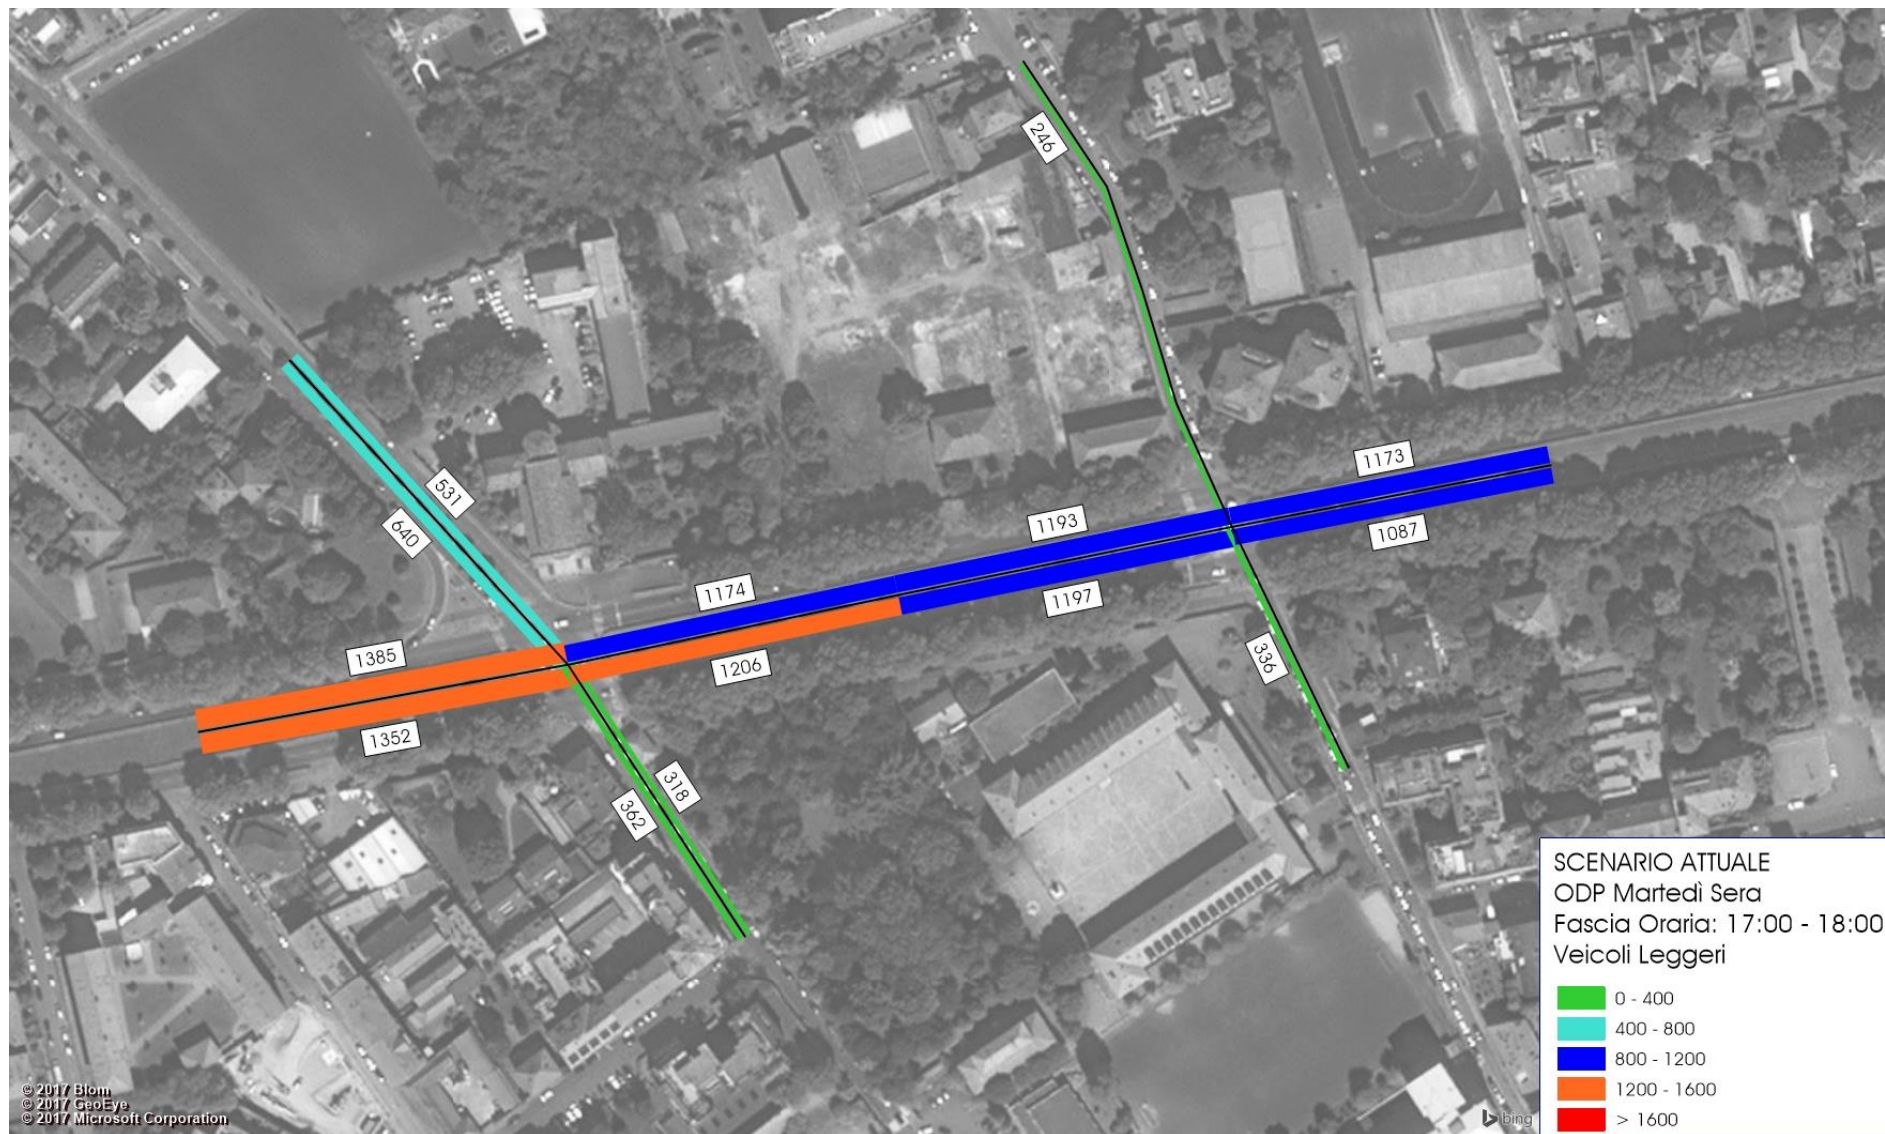 246
531
640
1173
1087
1193
1197
1174
1206
1385
1352
336
318
362
SCENARIO ATTUALE
ODP Martedì Sera
Fascia Oraria: 17:00 - 18:00
Veicoli Leggeri
0 - 400
400 - 800
800 - 1200
1200 - 1600
> 1600
© 2017 Blom
© 2017 GeoEye
© 2017 Microsoft Corporation
bing